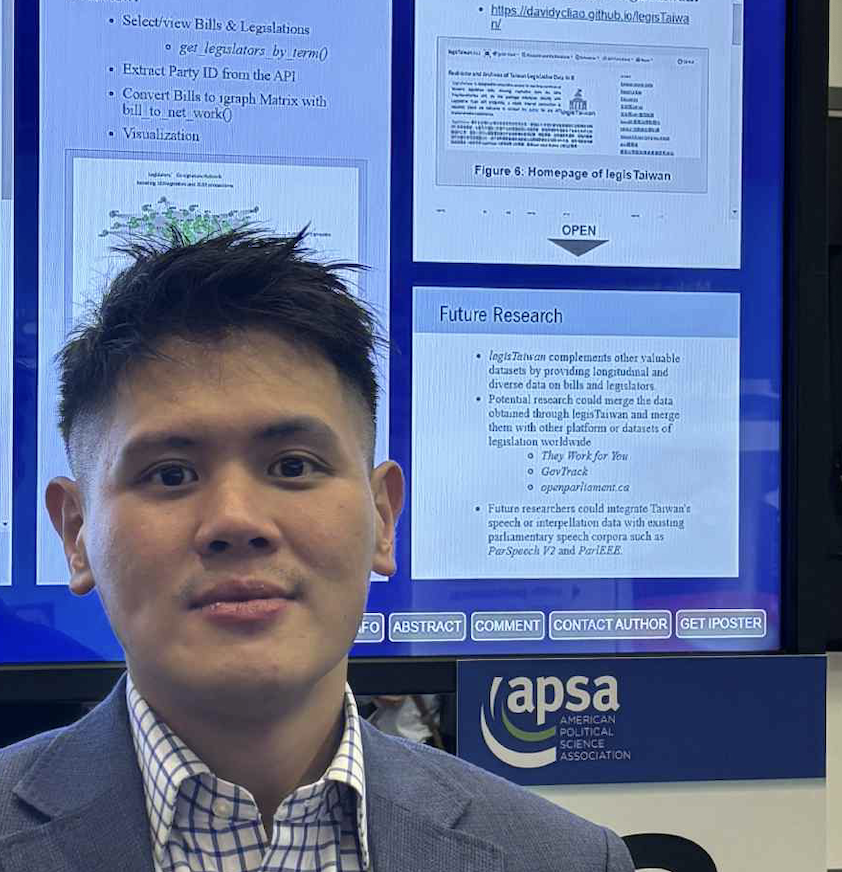 Select/view Bills & Legislations
get_legislators_by_term()
Extract Party ID from the API
Convert Bills to igraph Matrix with
bill_to_net_work()
Visualization
https://davidycliao.github.io/legisTaiwa
n/
Figure 6: Homepage of legisTaiwan
OPEN
Future Research
legisTaiwan complements other valuable
datasets by providing longitudinal and
diverse data on bills and legislators.
Potential research could merge the data
obtained through legisTaiwan and merge
them with other platform or datasets of
legislation worldwide
They Work for You
GovTrack
openparliament.ca
Future researchers could integrate Taiwan's
speech or interpellation data with existing
parliamentary speech corpora such as
ParSpeech V2 and ParlEEE.
FO
ABSTRACT
COMMENT
CONTACT AUTHOR
GET IPOSTER
apsa
AMERICAN
POLITICAL
SCIENCE
ASSOCIATION